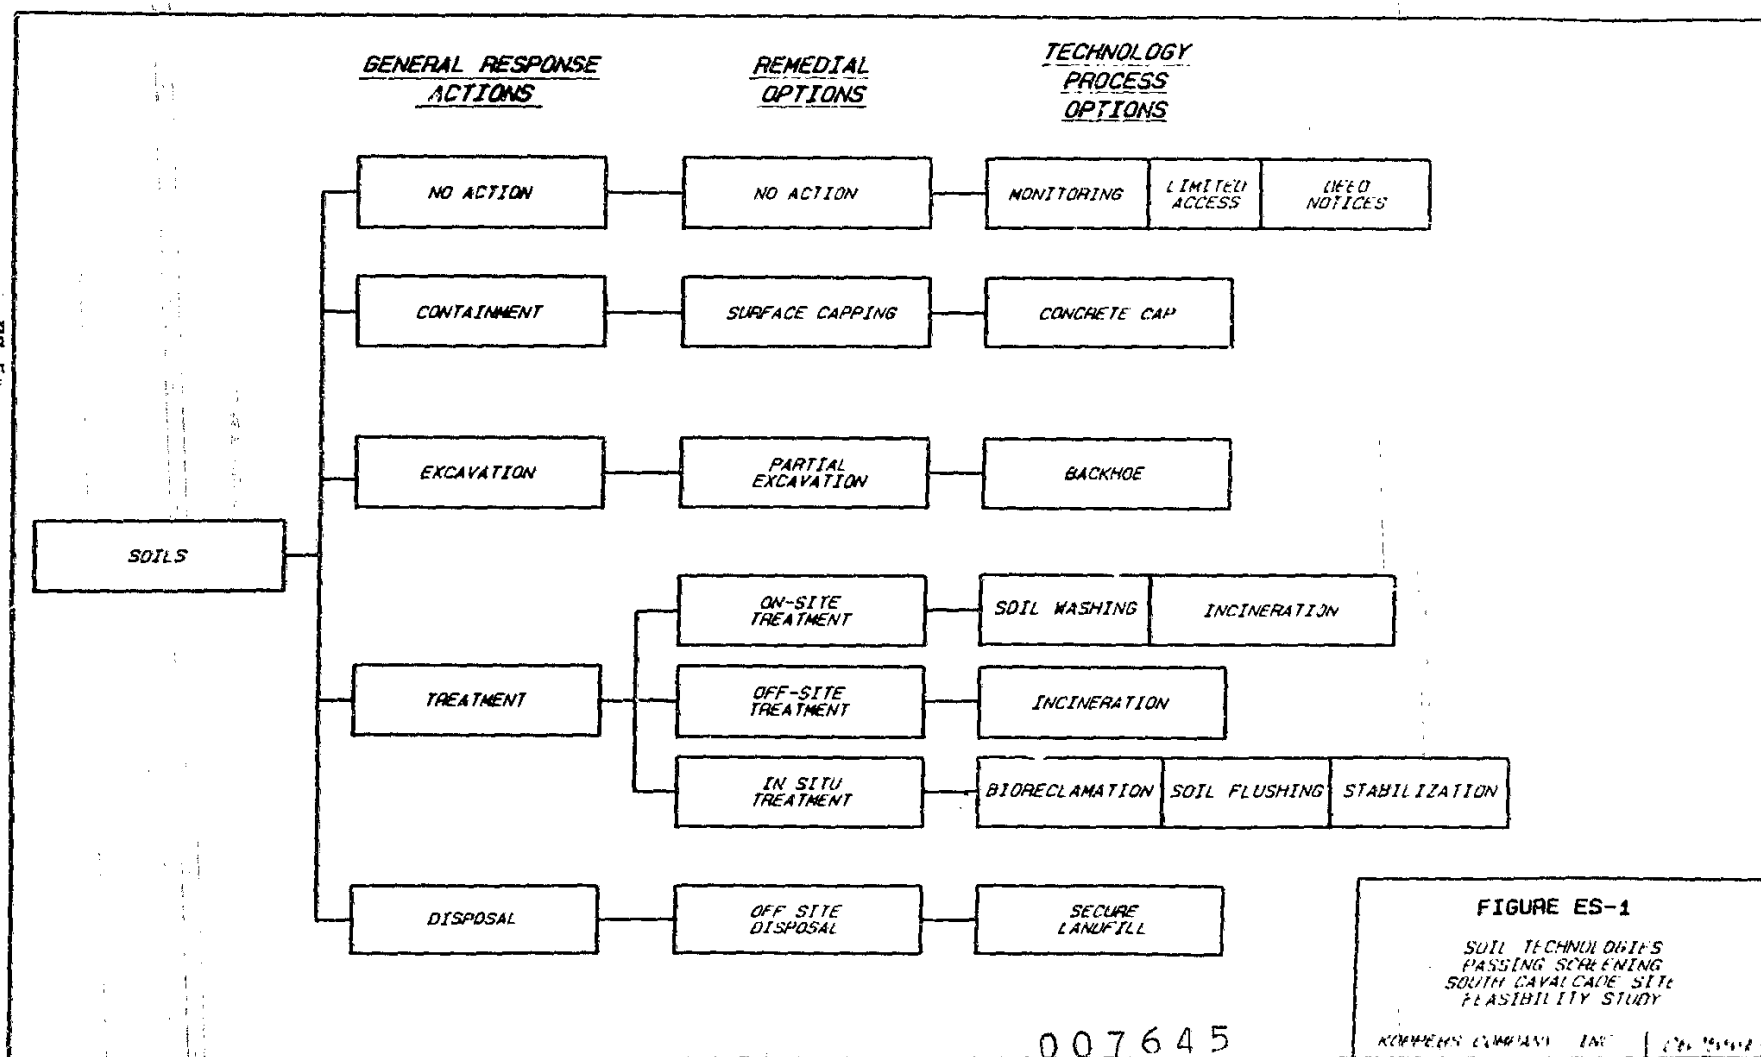 GENERAL RESPONSE
ACTIONS
REMEDIAL
OPTIONS
TECHNOLOGY
PROCESS
OPTIONS
NO ACTION
NO ACTION
MONITORING
LIMITED
ACCESS
DEED
NOTICES
CONTAINMENT
SURFACE CAPPING
CONCRETE CAP
EXCAVATION
PARTIAL
EXCAVATION
BACKHOE
SOILS
TREATMENT
ON-SITE
TREATMENT
SOIL WASHING
INCINERATION
OFF-SITE
TREATMENT
INCINERATION
IN SITU
TREATMENT
BIORECLAMATION
SOIL FLUSHING
STABILIZATION
DISPOSAL
OFF SITE
DISPOSAL
SECURE
LANDFILL
FIGURE ES-1
SOIL TECHNOLOGIES
PASSING SCREENING
SOUTH CAVALCADE SITE
FEASIBILITY STUDY
KOPPERS COMPANY INC
007645